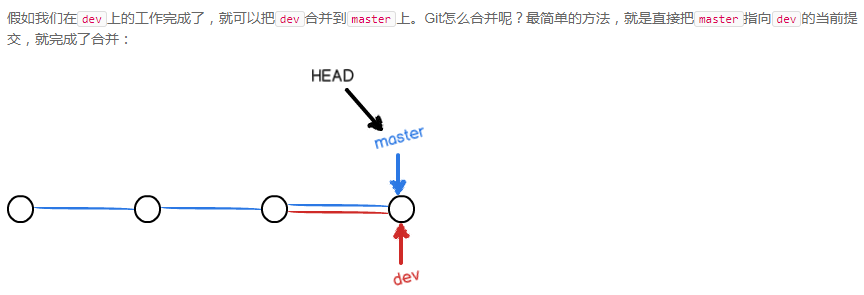 假如我们在dev上的工作完成了，就可以把dev合并到master上。Git怎么合并呢？最简单的方法，就是直接把master指向dev的当前提
交，就完成了合并：
HEAD
master
dev